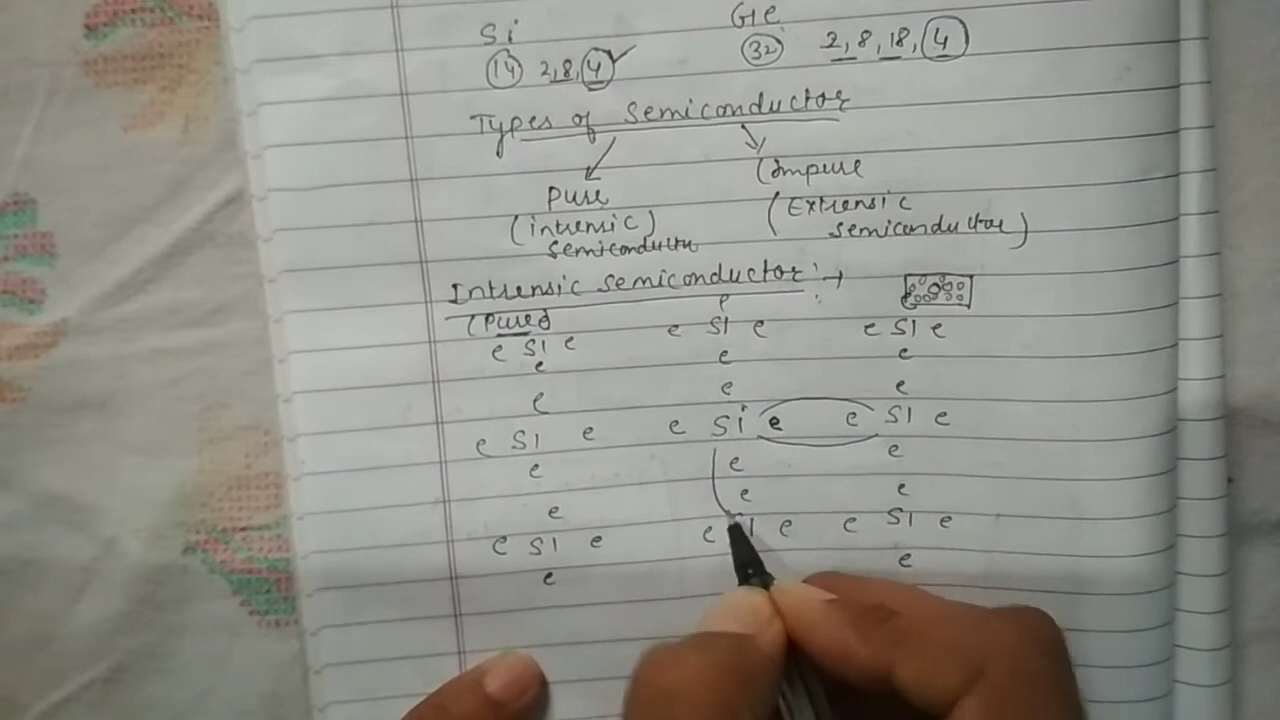 Si Ge
14 2,8,4 32 2,8,18,4
Types of Semiconductor
Pure Impure
(intrensic) (Extrensic
Semiconductor semiconductor)
Intrensic semiconductor:→
(Pure)
e
e Si e e Si e e Si e
e e e
e e e
e Si e e Si e e Si e
e e e
e e e
e Si e e Si e e Si e
e e